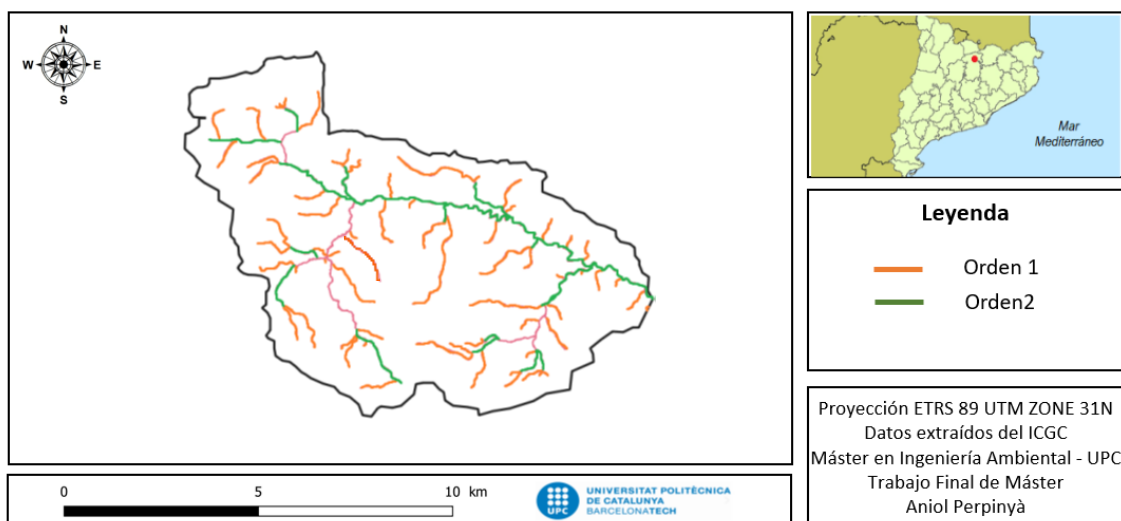 N
W
E
S
Mar
Mediterráneo
Leyenda
Orden 1
Orden2
Proyección ETRS 89 UTM ZONE 31N
Datos extraídos del ICGC
Máster en Ingeniería Ambiental - UPC
Trabajo Final de Máster
Aniol Perpinyà
0
5
10 km
UPC
UNIVERSITAT POLITÈCNICA
DE CATALUNYA
BARCELONATECH